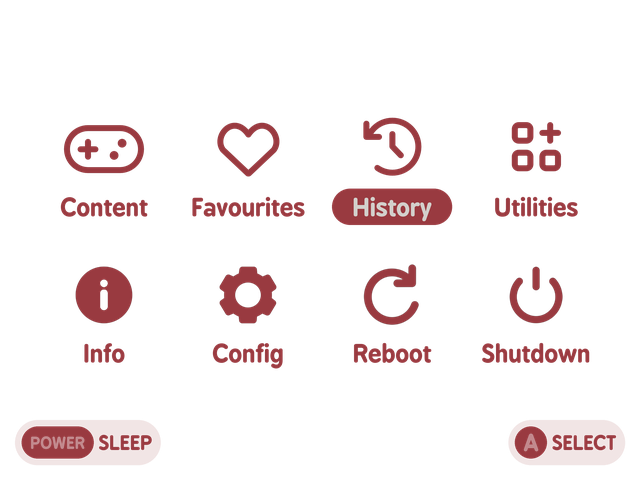 Content Favourites History Utilities
Info Config Reboot Shutdown
POWER SLEEP A SELECT